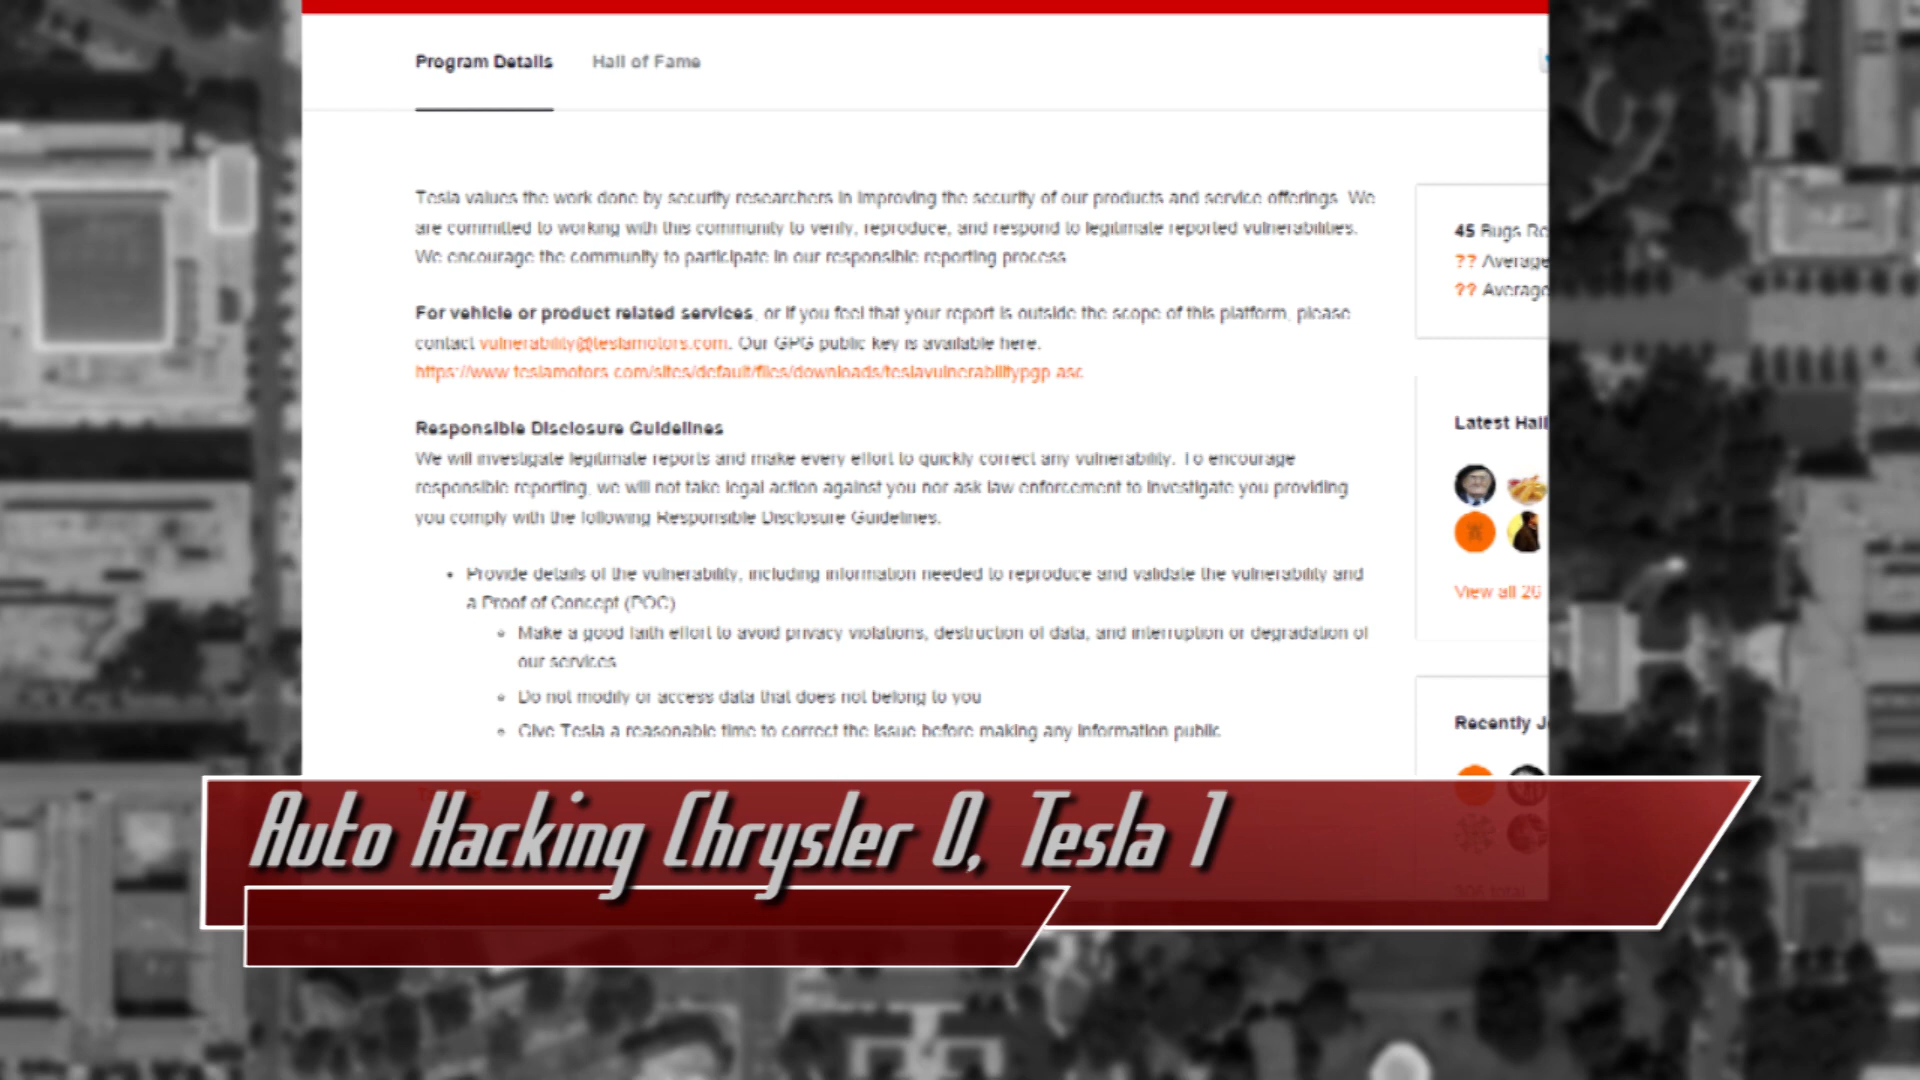 Program Details
Hall of Fame
Tesla values the work done by security researchers in improving the security of our products and service offerings. We
are committed to working with this community to verify, reproduce, and respond to legitimate reported vulnerabilities.
We encourage the community to participate in our responsible reporting process.
For vehicle or product related services, or if you feel that your report is outside the scope of this platform, please
contact vulnerability@teslamotors.com. Our GPG public key is available here.
https://www.teslamotors.com/sites/default/files/downloads/teslavulnerabilitypgp.asc
Responsible Disclosure Guidelines
We will investigate legitimate reports and make every effort to quickly correct any vulnerability. To encourage
responsible reporting, we will not take legal action against you nor ask law enforcement to investigate you providing
you comply with the following Responsible Disclosure Guidelines.
• Provide details of the vulnerability, including information needed to reproduce and validate the vulnerability and
a Proof of Concept (POC)
Make a good faith effort to avoid privacy violations, destruction of data, and interruption or degradation of
our services
Do not modify or access data that does not belong to you
Give Tesla a reasonable time to correct the issue before making any information public
45 Bugs Re
?? Average
?? Average
Latest Hall
View all 26
Recently J
306 total
Auto Hacking Chrysler 0, Tesla 1